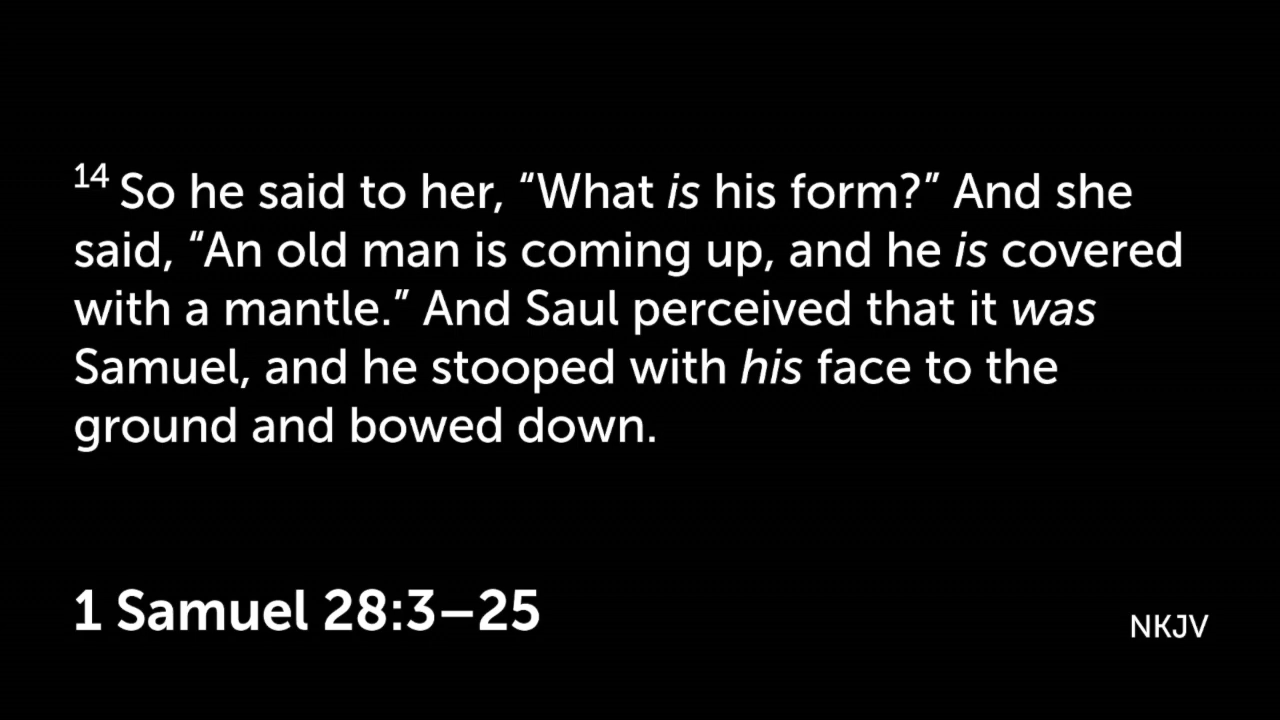 14 So he said to her, “What is his form?” And she
said, “An old man is coming up, and he is covered
with a mantle.” And Saul perceived that it was
Samuel, and he stooped with his face to the
ground and bowed down.
1 Samuel 28:3–25
NKJV